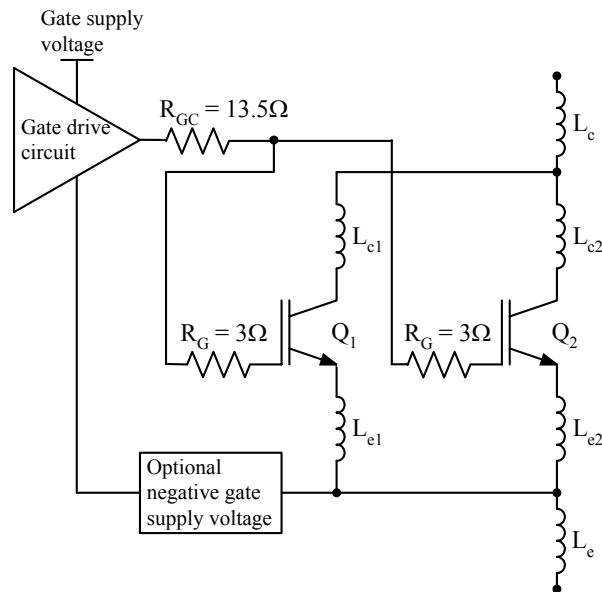 Gate supply
voltage
Gate drive
circuit
R_GC = 13.5Ω
L_c
L_c1
L_c2
R_G = 3Ω
Q_1
R_G = 3Ω
Q_2
L_e1
L_e2
Optional
negative gate
supply voltage
L_e